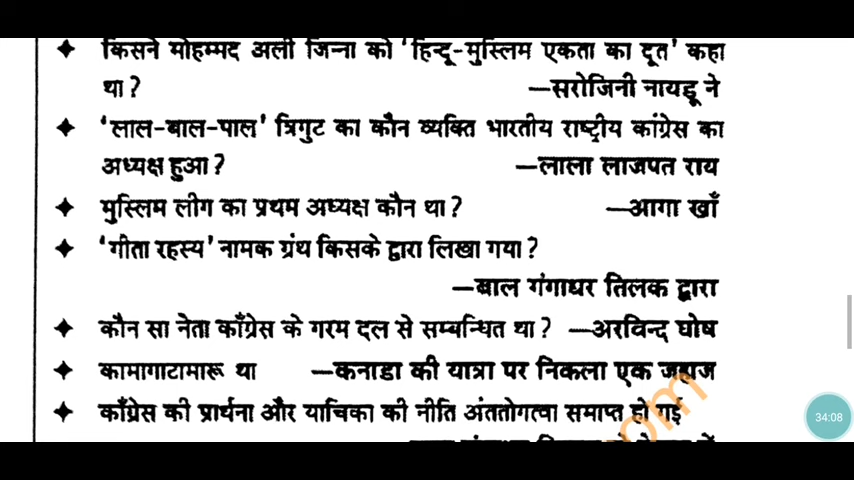 ✦ किसने मोहम्मद अली जिन्ना को 'हिन्दू-मुस्लिम एकता का दूत' कहा
था? —सरोजिनी नायडू ने
✦ 'लाल-बाल-पाल' त्रिगुट का कौन व्यक्ति भारतीय राष्ट्रीय कांग्रेस का
अध्यक्ष हुआ? —लाला लाजपत राय
✦ मुस्लिम लीग का प्रथम अध्यक्ष कौन था? —आगा खाँ
✦ 'गीता रहस्य' नामक ग्रंथ किसके द्वारा लिखा गया?
—बाल गंगाधर तिलक द्वारा
✦ कौन सा नेता काँग्रेस के गरम दल से सम्बन्धित था? —अरविन्द घोष
✦ कामागाटामारू था —कनाडा की यात्रा पर निकला एक जहाज
✦ काँग्रेस की प्रार्थना और याचिका की नीति अंततोगत्वा समाप्त हो गई
34:08